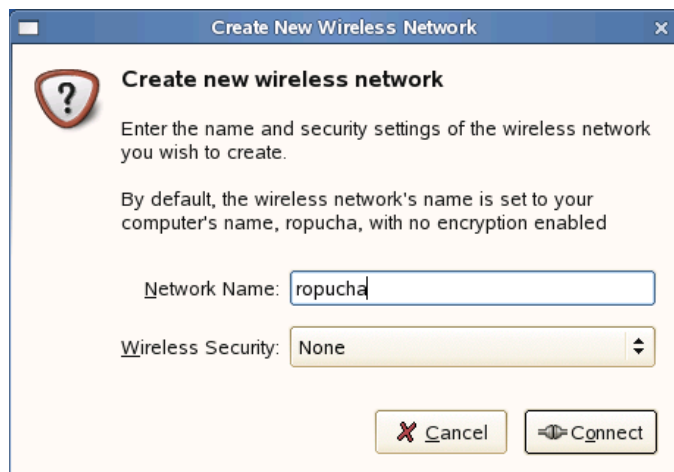 Create New Wireless Network
Create new wireless network
Enter the name and security settings of the wireless network
you wish to create.
By default, the wireless network's name is set to your
computer's name, ropucha, with no encryption enabled
Network Name: ropucha
Wireless Security: None
Cancel Connect